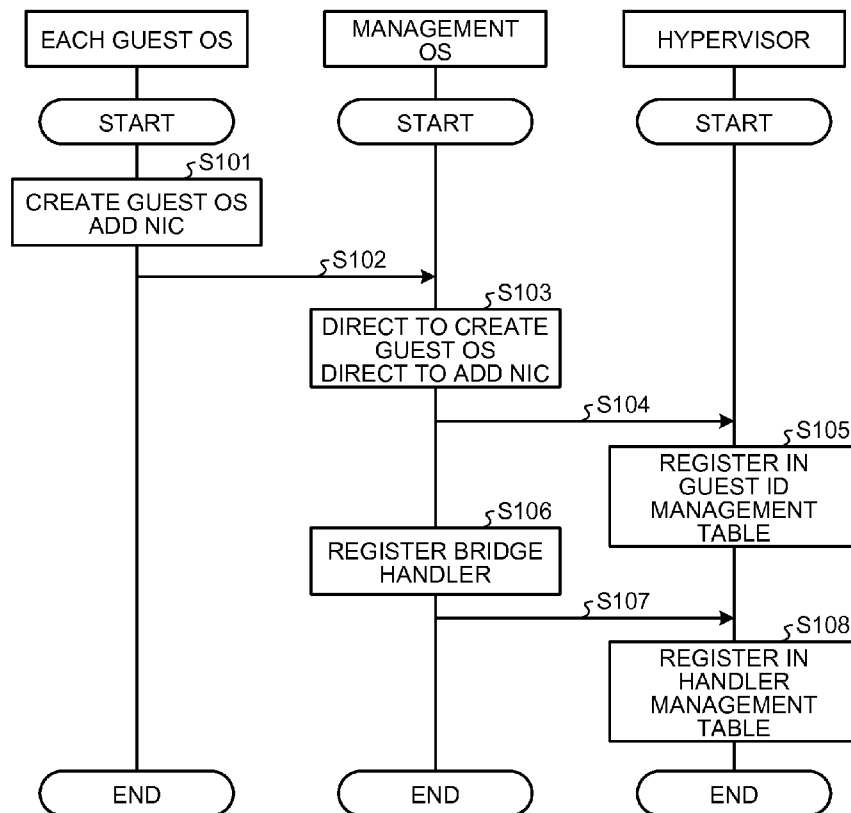 EACH GUEST OS
MANAGEMENT
OS
HYPERVISOR
START
START
START
S101
CREATE GUEST OS
ADD NIC
S102
S103
DIRECT TO CREATE
GUEST OS
DIRECT TO ADD NIC
S104
S105
REGISTER IN
GUEST ID
MANAGEMENT
TABLE
S106
REGISTER BRIDGE
HANDLER
S107
S108
REGISTER IN
HANDLER
MANAGEMENT
TABLE
END
END
END